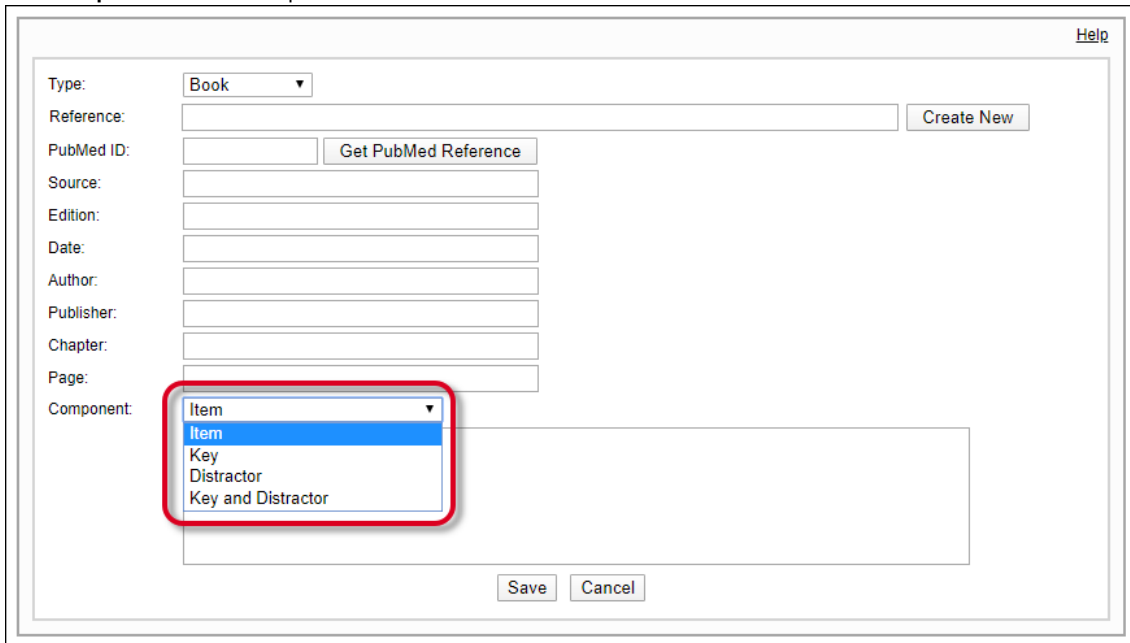 Help
Type: Book
Reference: Create New
PubMed ID: Get PubMed Reference
Source:
Edition:
Date:
Author:
Publisher:
Chapter:
Page:
Component: Item
Item
Key
Distractor
Key and Distractor
Save Cancel